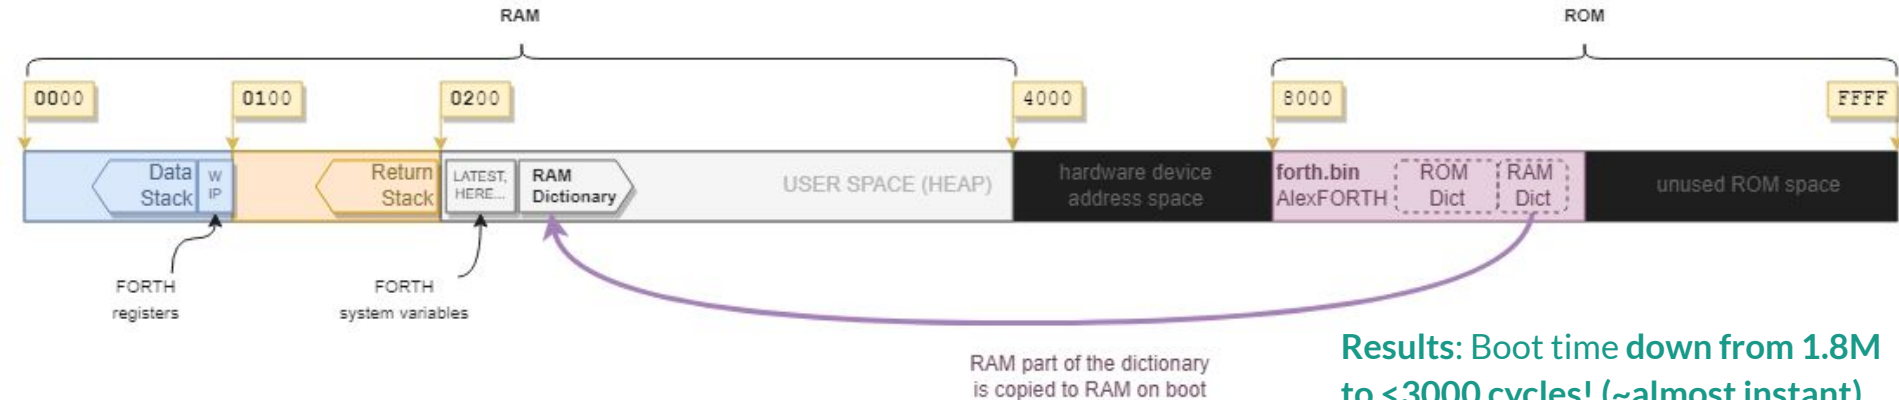 RAM
ROM
0000
0100
0200
4000
8000
FFFF
Data
Stack
W
IP
Return
Stack
LATEST,
HERE...
RAM
Dictionary
USER SPACE (HEAP)
hardware device
address space
forth.bin
AlexFORTH
ROM
Dict
RAM
Dict
unused ROM space
FORTH
registers
FORTH
system variables
RAM part of the dictionary
is copied to RAM on boot
Results: Boot time down from 1.8M
to <3000 cycles! (~almost instant)